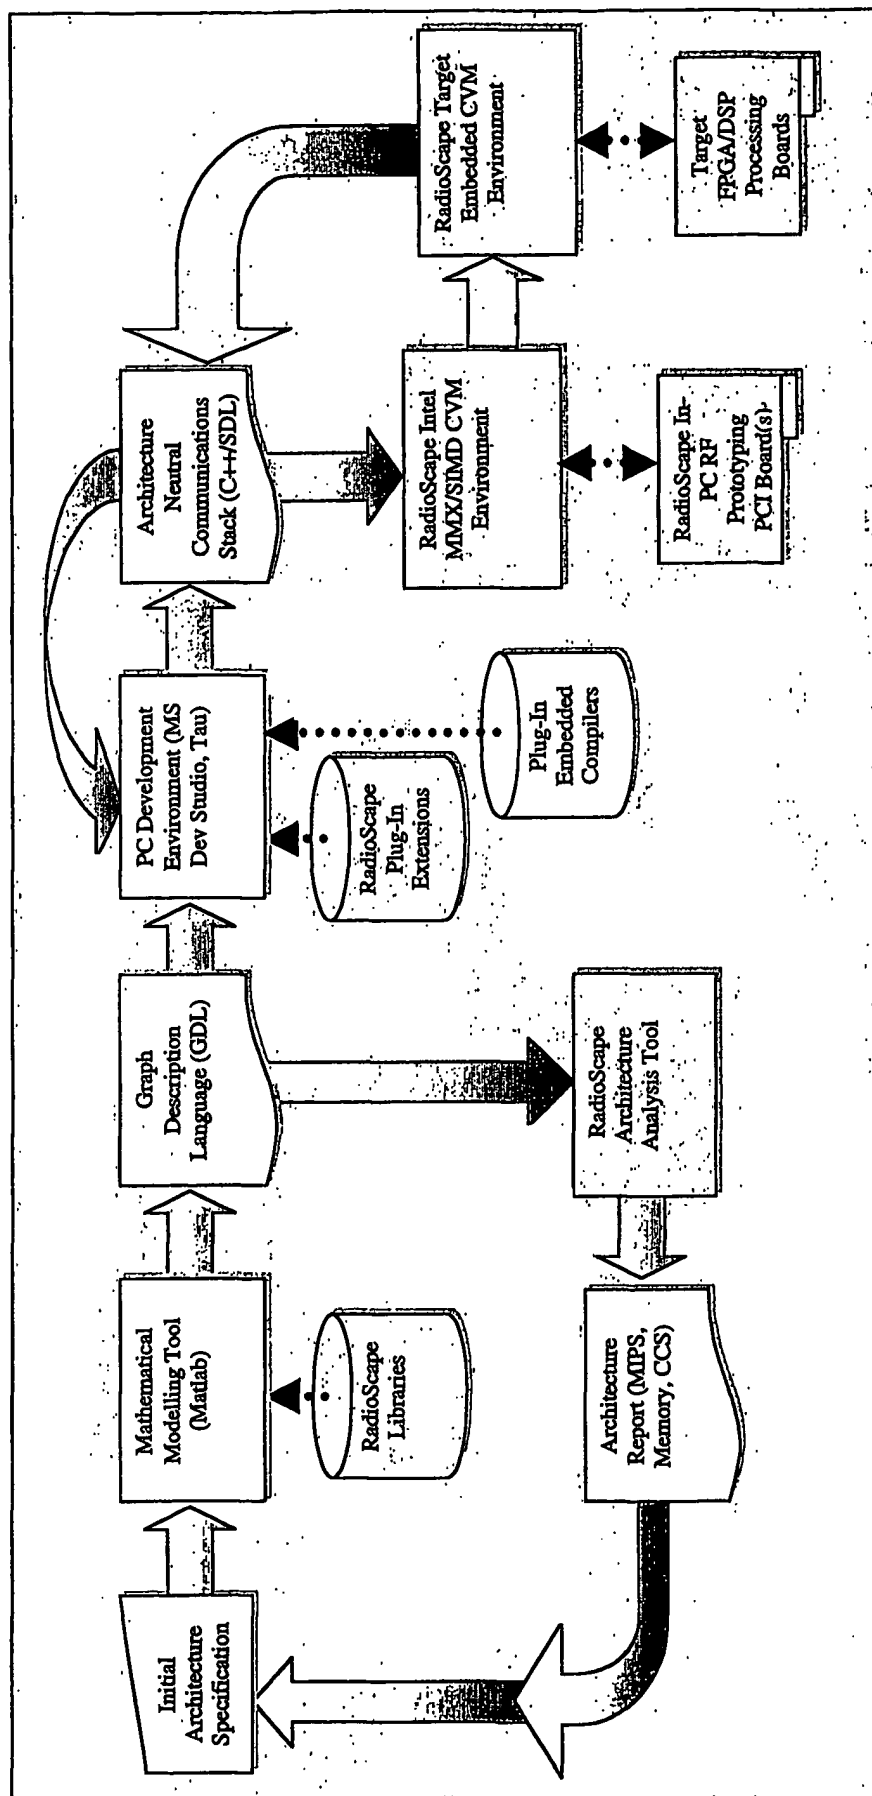 Initial
Architecture
Specification
Mathematical
Modelling Tool
(Matlab)
Graph
Description
Language (GDL)
PC Development
Environment (MS
Dev Studio, Tau)
Architecture
Neutral
Communications
Stack (C++/SDL)
RadioScape
Libraries
RadioScape
Plug-In
Extensions
Plug-In
Embedded
Compilers
RadioScape Intel
MMX/SIMD CVM
Environment
RadioScape Target
Embedded CVM
Environment
Architecture
Report (MIPS,
Memory, CCS)
RadioScape
Architecture
Analysis Tool
RadioScape In-
PC RF
Prototyping
PCI Board(s)
Target
FPGA/DSP
Processing
Boards